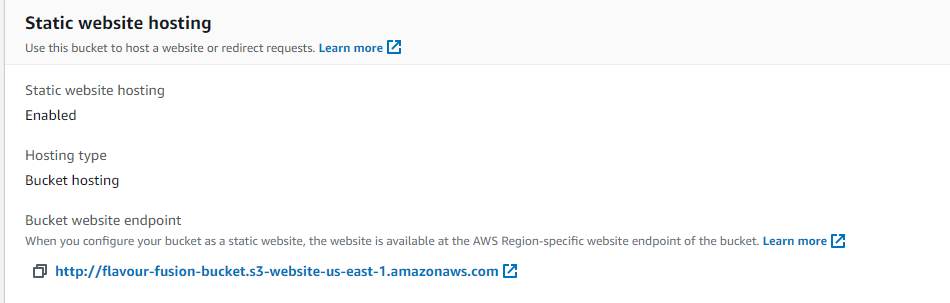 Static website hosting
Use this bucket to host a website or redirect requests. Learn more
Static website hosting
Enabled
Hosting type
Bucket hosting
Bucket website endpoint
When you configure your bucket as a static website, the website is available at the AWS Region-specific website endpoint of the bucket. Learn more
http://flavour-fusion-bucket.s3-website-us-east-1.amazonaws.com